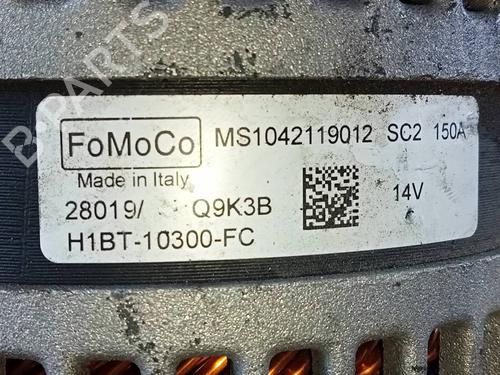 B-PARTS
FoMoCo MS1042119012 SC2 150A
Made in Italy
28019/ Q9K3B 14V
H1BT-10300-FC